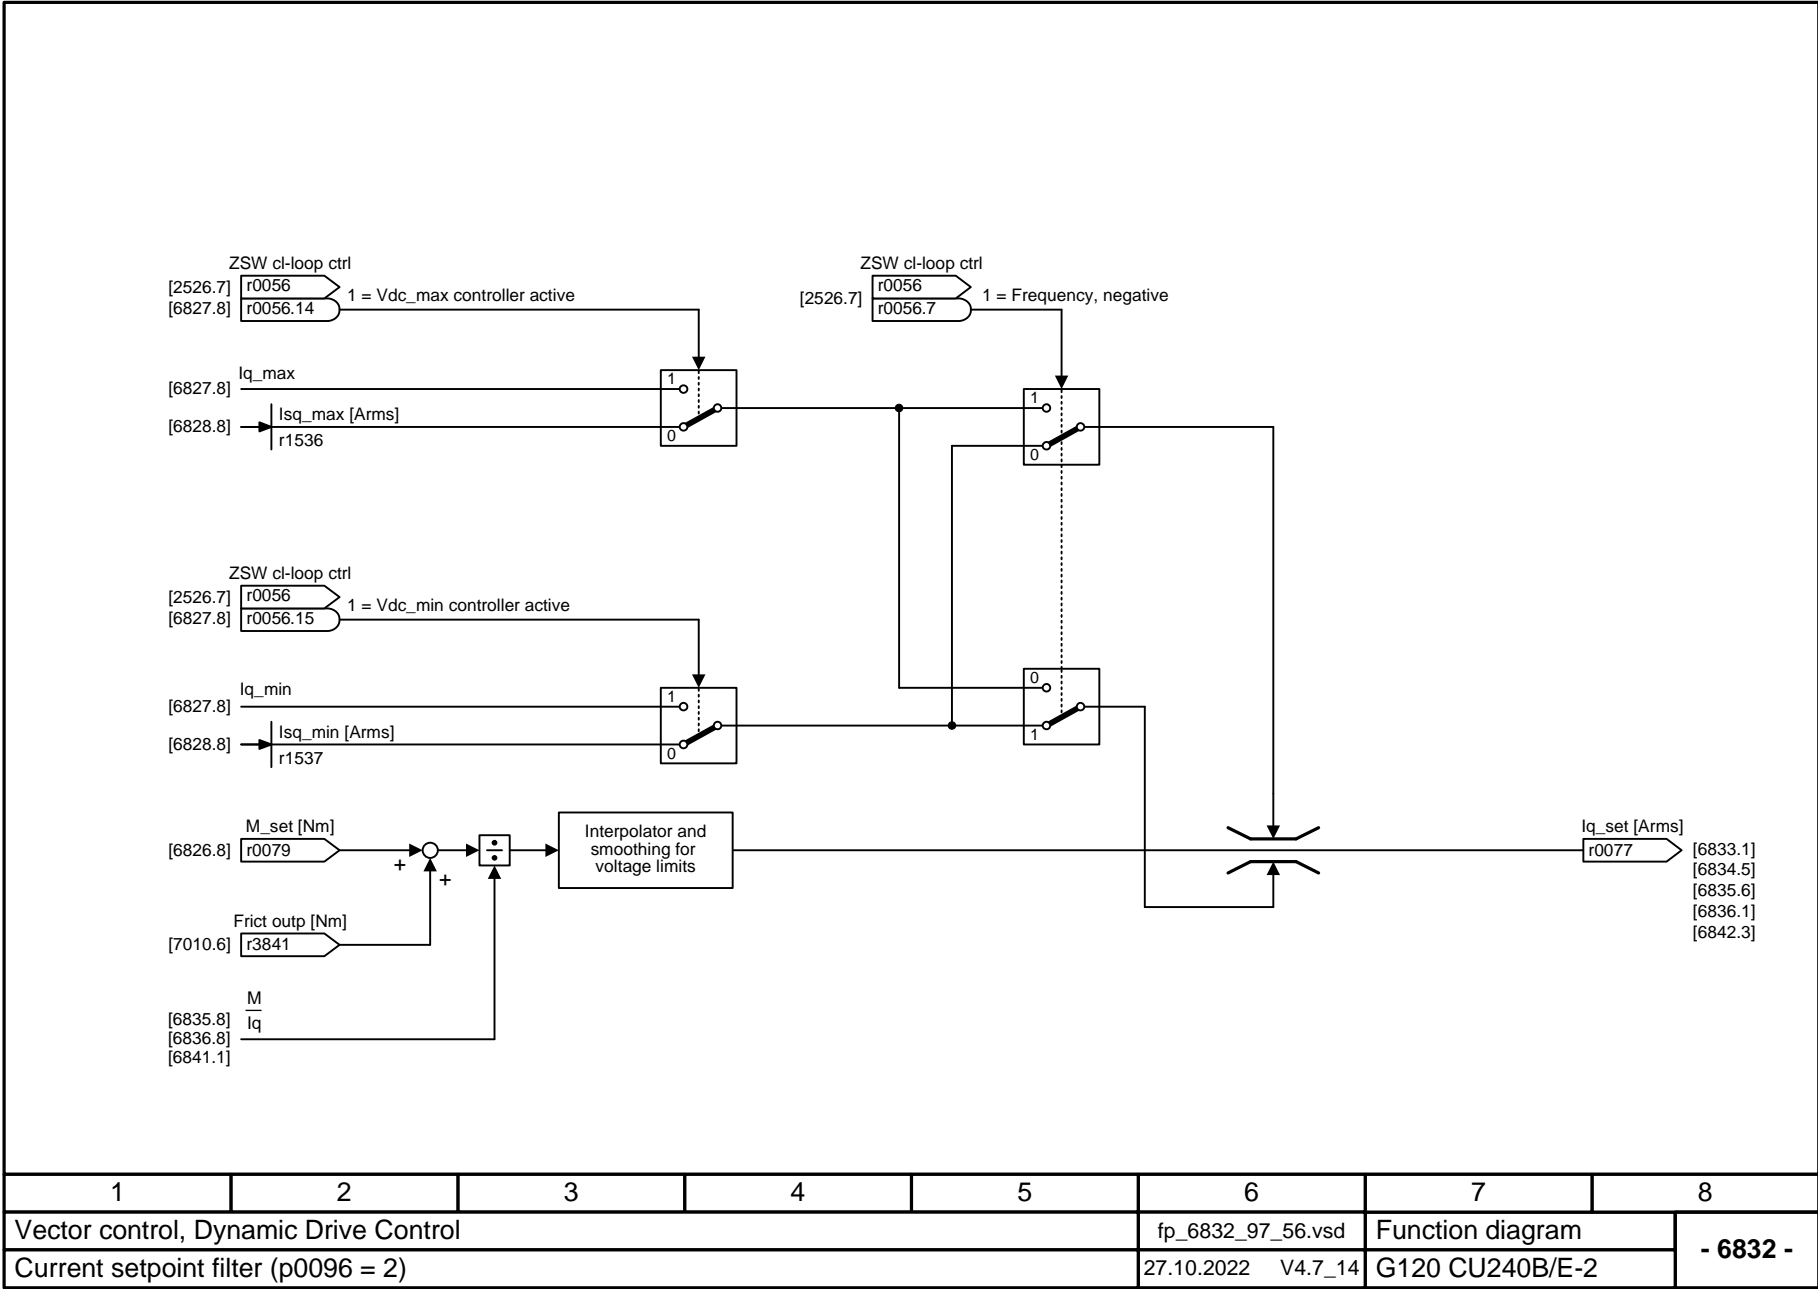 ZSW cl-loop ctrl
[2526.7] r0056
1 = Vdc_max controller active
[6827.8] r0056.14
ZSW cl-loop ctrl
r0056
[2526.7]
1 = Frequency, negative
r0056.7
Iq_max
[6827.8]
1
Isq_max [Arms]
[6828.8]
r1536
0
1
0
ZSW cl-loop ctrl
[2526.7] r0056
1 = Vdc_min controller active
[6827.8] r0056.15
Iq_min
[6827.8]
1
Isq_min [Arms]
[6828.8]
r1537
0
0
1
M_set [Nm]
[6826.8] r0079
+
+
÷
Interpolator and
smoothing for
voltage limits
Iq_set [Arms]
r0077
[6833.1]
[6834.5]
[6835.6]
[6836.1]
[6842.3]
Frict outp [Nm]
[7010.6] r3841
M
Iq
[6835.8]
[6836.8]
[6841.1]
1 2 3 4 5 6 7 8
Vector control, Dynamic Drive Control
fp_6832_97_56.vsd
Function diagram
- 6832 -
Current setpoint filter (p0096 = 2)
27.10.2022 V4.7_14
G120 CU240B/E-2